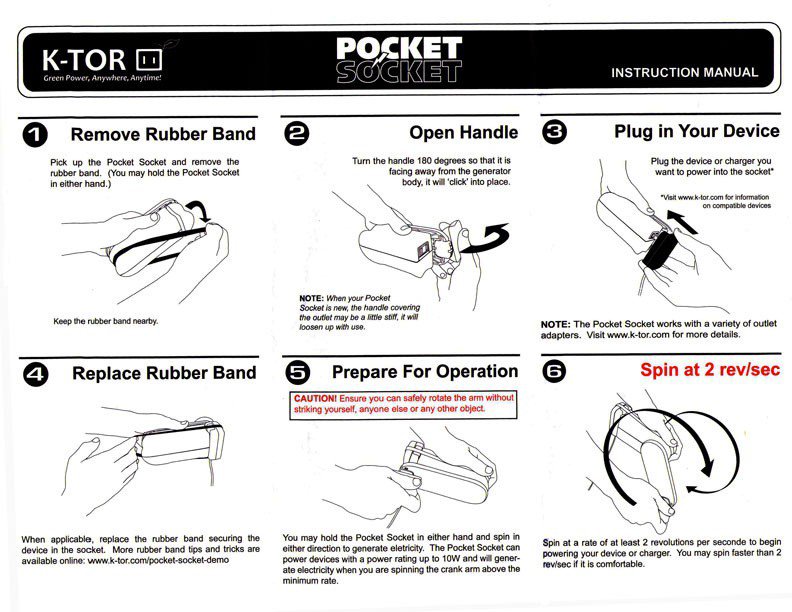 K-TOR
Green Power, Anywhere, Anytime!
POCKET
SOCKET
INSTRUCTION MANUAL
1 Remove Rubber Band
Pick up the Pocket Socket and remove the
rubber band. (You may hold the Pocket Socket
in either hand.)
Keep the rubber band nearby.
2 Open Handle
Turn the handle 180 degrees so that it is
facing away from the generator
body, it will 'click' into place.
NOTE: When your Pocket
Socket is new, the handle covering
the outlet may be a little stiff, it will
loosen up with use.
3 Plug in Your Device
Plug the device or charger you
want to power into the socket*
*Visit www.k-tor.com for information
on compatible devices
NOTE: The Pocket Socket works with a variety of outlet
adapters. Visit www.k-tor.com for more details.
4 Replace Rubber Band
When applicable, replace the rubber band securing the
device in the socket. More rubber band tips and tricks are
available online: www.k-tor.com/pocket-socket-demo
5 Prepare For Operation
CAUTION! Ensure you can safely rotate the arm without
striking yourself, anyone else or any other object.
You may hold the Pocket Socket in either hand and spin in
either direction to generate eletricity. The Pocket Socket can
power devices with a power rating up to 10W and will gener-
ate electricity when you are spinning the crank arm above the
minimum rate.
6 Spin at 2 rev/sec
Spin at a rate of at least 2 revolutions per seconde to begin
powering your device or charger. You may spin faster than 2
rev/sec if it is comfortable.